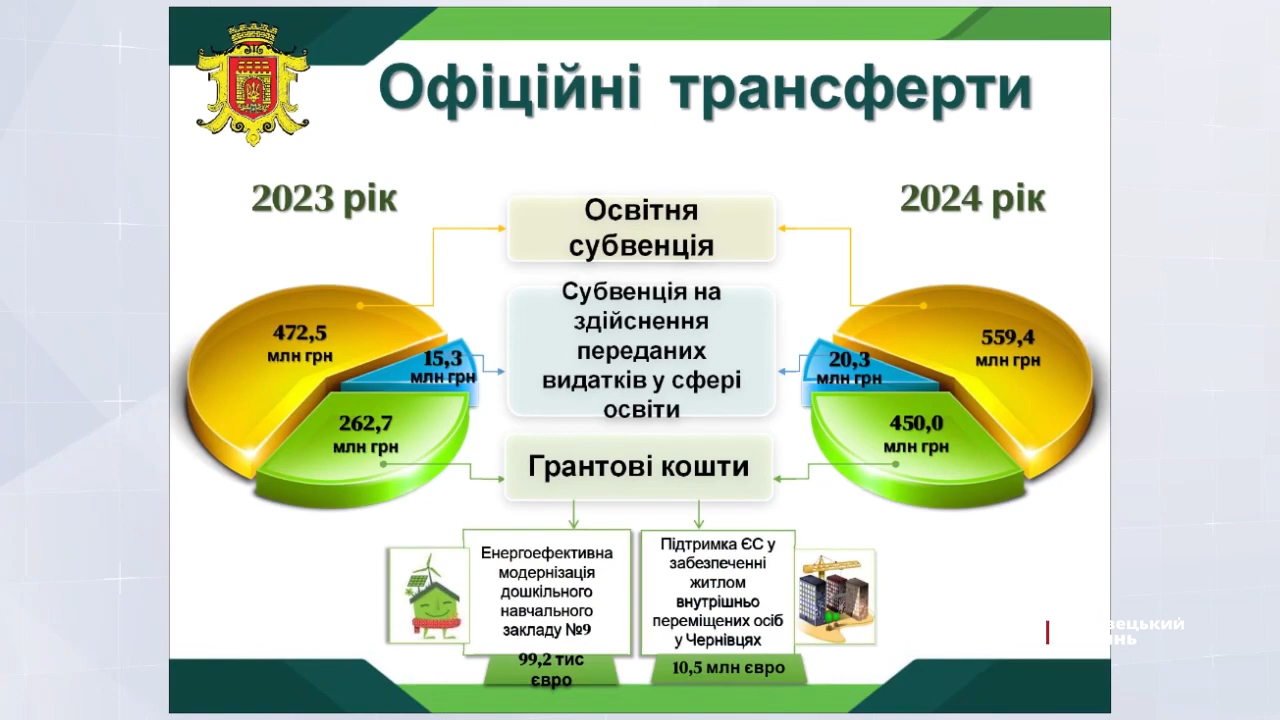 Офіційні трансферти
2023 рік
2024 рік
Освітня
субвенція
Субвенція на
здійснення
переданих
видатків у сфері
освіти
Грантові кошти
472,5
млн грн
15,3
млн грн
262,7
млн грн
559,4
млн грн
20,3
млн грн
450,0
млн грн
Енергоефективна
модернізація
дошкільного
навчального
закладу №9
99,2 тис
євро
Підтримка ЄС у
забезпеченні
житлом
внутрішньо
переміщених осіб
у Чернівцях
10,5 млн євро